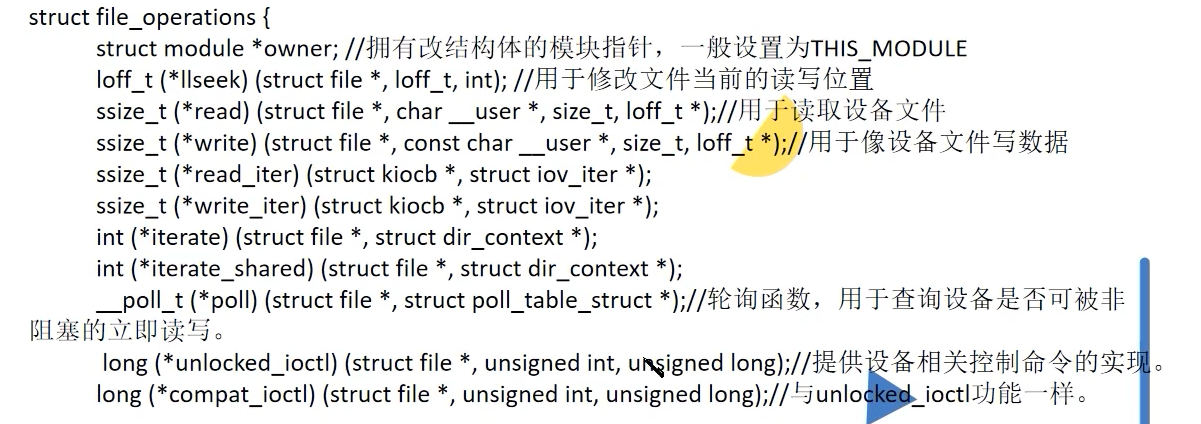 struct file_operations {
struct module *owner; //拥有改结构体的模块指针，一般设置为THIS_MODULE
loff_t (*llseek) (struct file *, loff_t, int); //用于修改文件当前的读写位置
ssize_t (*read) (struct file *, char __user *, size_t, loff_t *);//用于读取设备文件
ssize_t (*write) (struct file *, const char __user *, size_t, loff_t *);//用于像设备文件写数据
ssize_t (*read_iter) (struct kiocb *, struct iov_iter *);
ssize_t (*write_iter) (struct kiocb *, struct iov_iter *);
int (*iterate) (struct file *, struct dir_context *);
int (*iterate_shared) (struct file *, struct dir_context *);
__poll_t (*poll) (struct file *, struct poll_table_struct *);//轮询函数，用于查询设备是否可被非
阻塞的立即读写。
long (*unlocked_ioctl) (struct file *, unsigned int, unsigned long);//提供设备相关控制命令的实现。
long (*compat_ioctl) (struct file *, unsigned int, unsigned long);//与unlocked_ioctl功能一样。